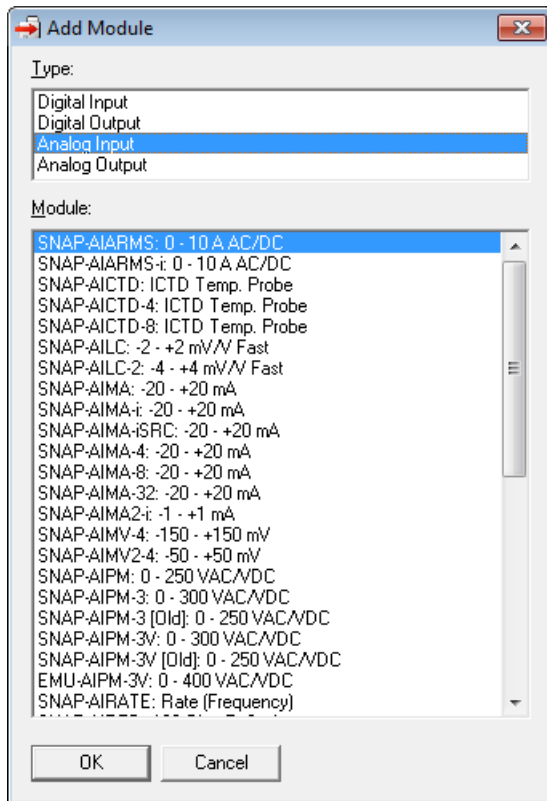 Add Module
Type:
Digital Input
Digital Output
Analog Input
Analog Output
Module:
SNAP-AIARMS: 0 - 10 A AC/DC
SNAP-AIARMS-i: 0 - 10 A AC/DC
SNAP-AICTD: ICTD Temp. Probe
SNAP-AICTD-4: ICTD Temp. Probe
SNAP-AICTD-8: ICTD Temp. Probe
SNAP-AILC: -2 - +2 mV/V Fast
SNAP-AILC-2: -4 - +4 mV/V Fast
SNAP-AIMA: -20 - +20 mA
SNAP-AIMA-i: -20 - +20 mA
SNAP-AIMA-iSRC: -20 - +20 mA
SNAP-AIMA-4: -20 - +20 mA
SNAP-AIMA-8: -20 - +20 mA
SNAP-AIMA-32: -20 - +20 mA
SNAP-AIMA2-i: -1 - +1 mA
SNAP-AIMV-4: -150 - +150 mV
SNAP-AIMV2-4: -50 - +50 mV
SNAP-AIPM: 0 - 250 VAC/VDC
SNAP-AIPM-3: 0 - 300 VAC/VDC
SNAP-AIPM-3 [Old]: 0 - 250 VAC/VDC
SNAP-AIPM-3V: 0 - 300 VAC/VDC
SNAP-AIPM-3V [Old]: 0 - 250 VAC/VDC
EMU-AIPM-3V: 0 - 400 VAC/VDC
SNAP-AIRATE: Rate (Frequency)
OK
Cancel